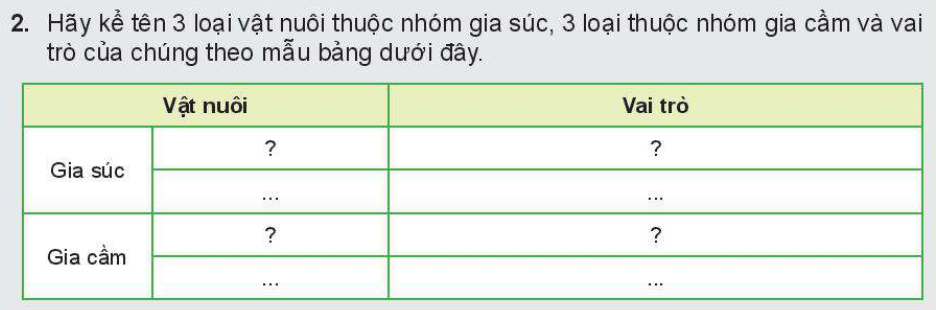 2. Hãy kể tên 3 loại vật nuôi thuộc nhóm gia súc, 3 loại thuộc nhóm gia cầm và vai
trò của chúng theo mẫu bảng dưới đây.
Vật nuôi Vai trò
Gia súc
? ?
... ...
Gia cầm
? ?
... ...